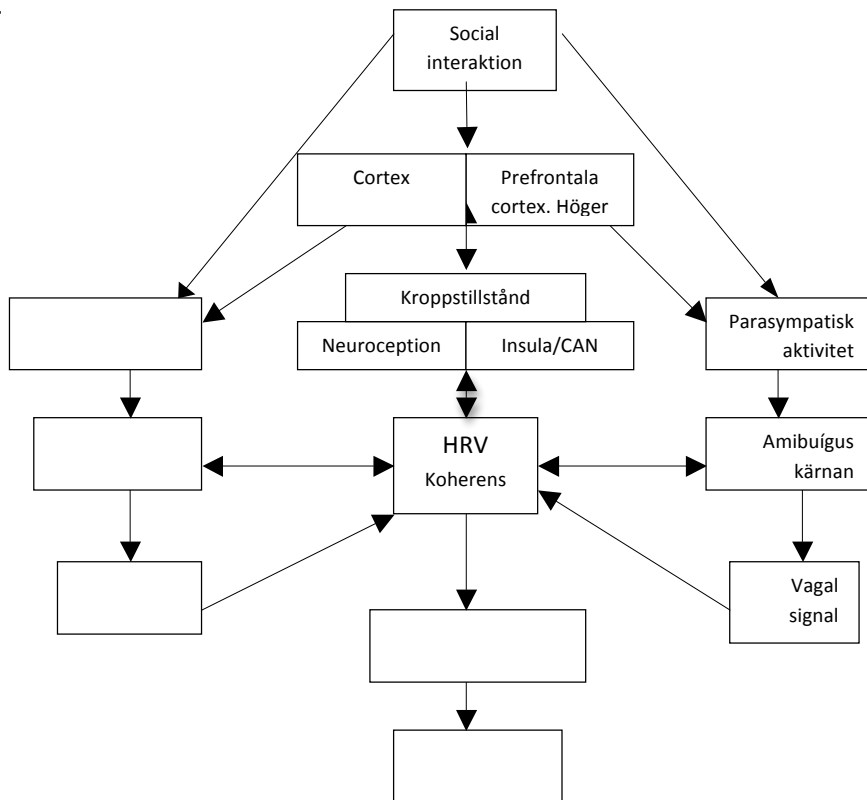 Social
interaktion
Cortex
Prefrontala
cortex. Höger
Kroppstillstånd
Neuroception
Insula/CAN
Parasympatisk
aktivitet
HRV
Koherens
Amibuígus
kärnan
Vagal
signal